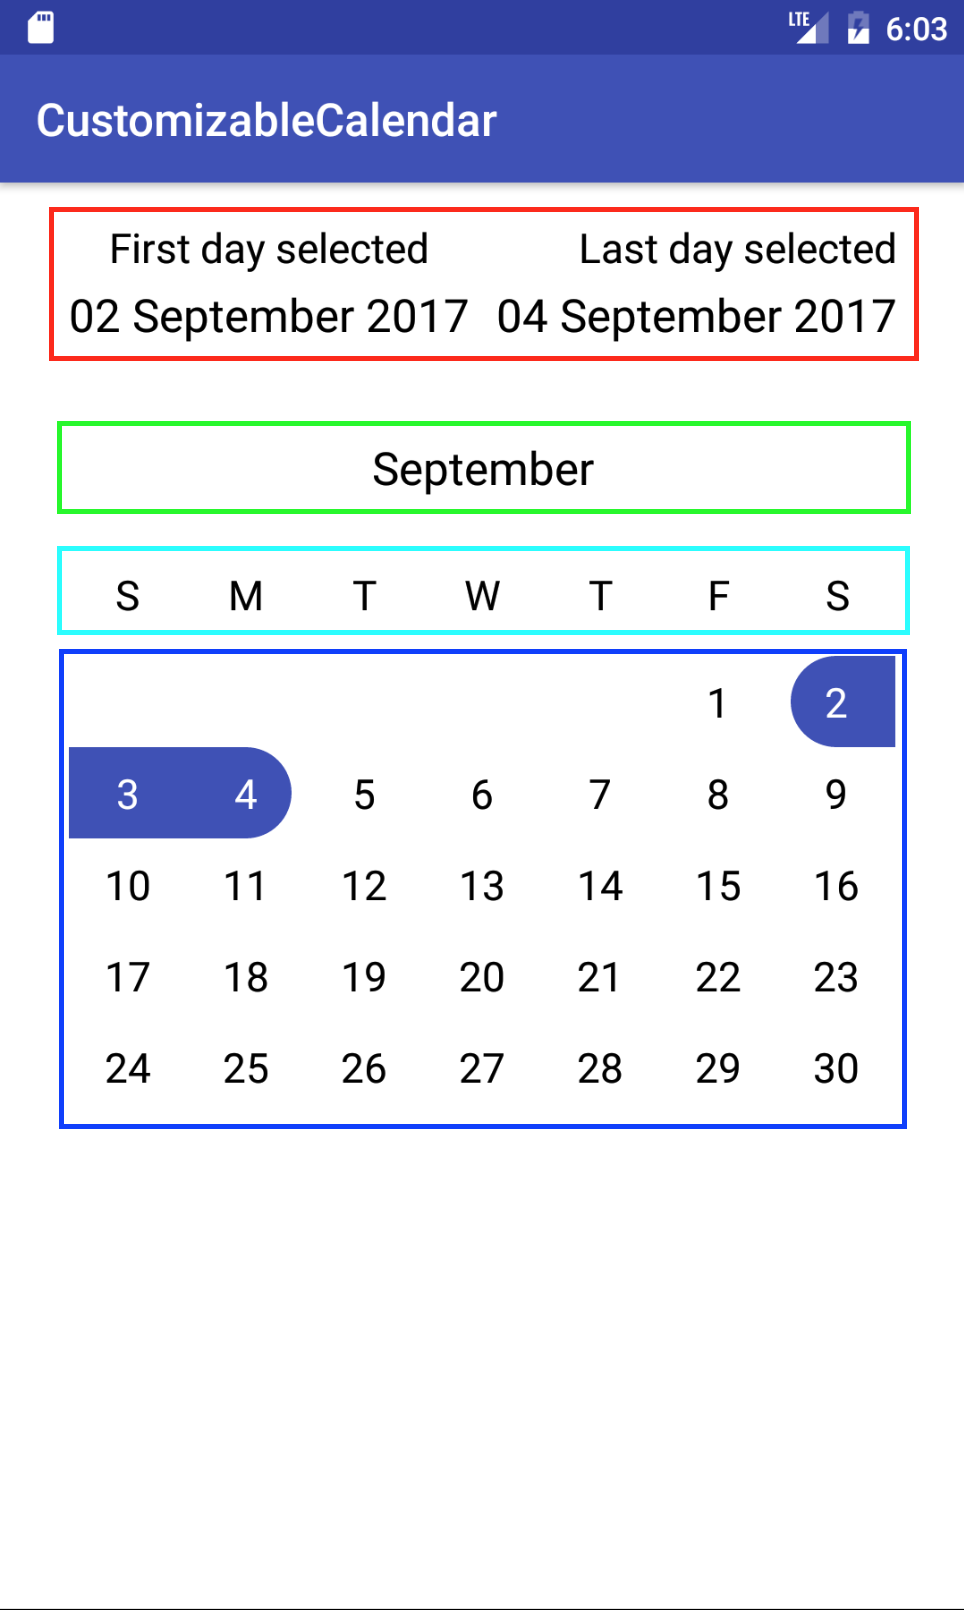 LTE 6:03
CustomizableCalendar
First day selected Last day selected
02 September 2017 04 September 2017
September
S M T W T F S
1 2
3 4 5 6 7 8 9
10 11 12 13 14 15 16
17 18 19 20 21 22 23
24 25 26 27 28 29 30